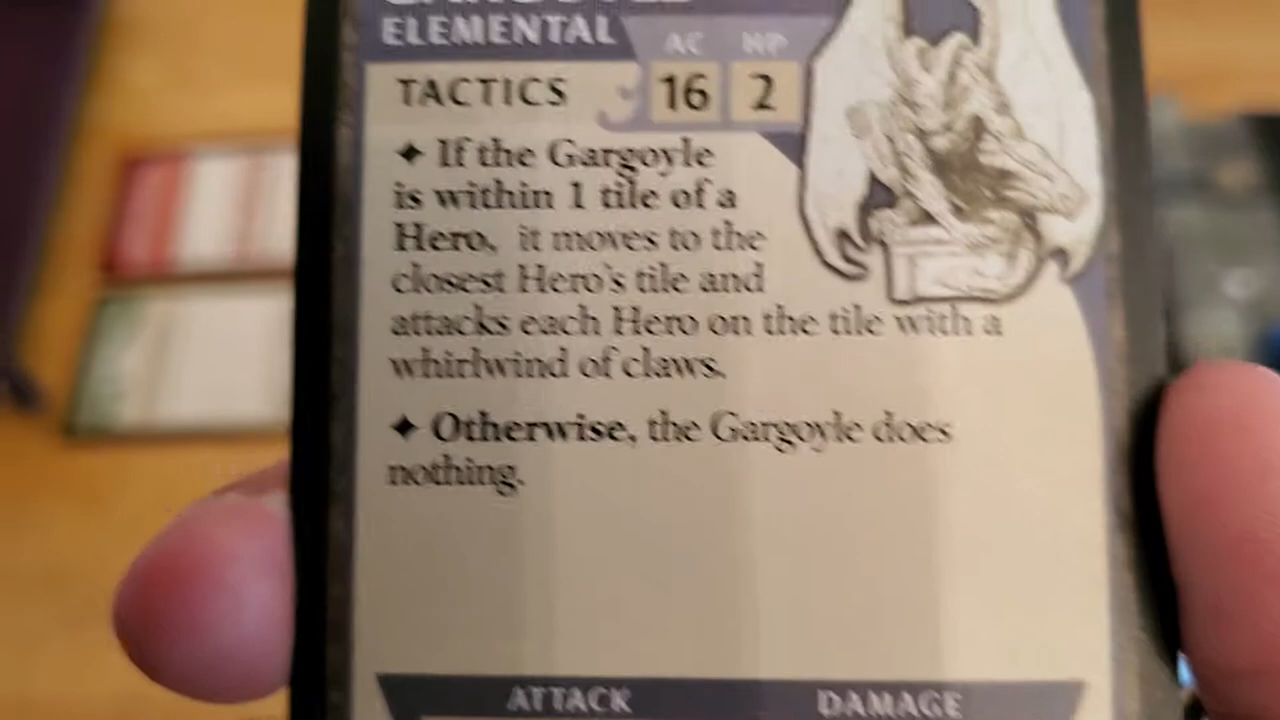 ELEMENTAL
AC HP
TACTICS 16 2
✦ If the Gargoyle
is within 1 tile of a
Hero, it moves to the
closest Hero's tile and
attacks each Hero on the tile with a
whirlwind of claws.
✦ Otherwise, the Gargoyle does
nothing.
ATTACK DAMAGE